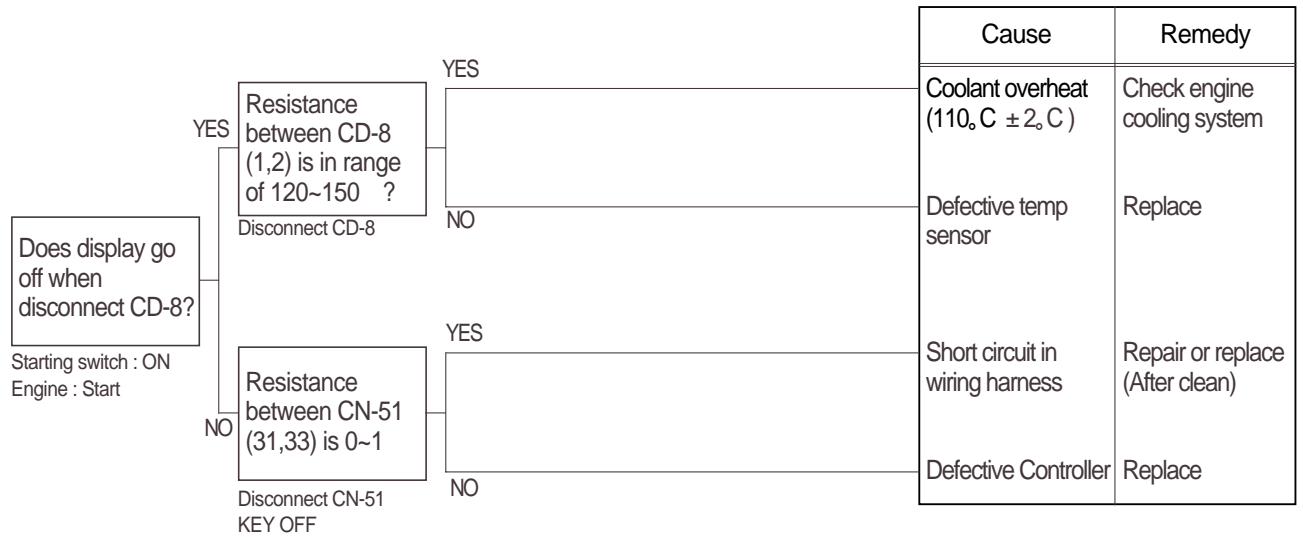 Cause
Remedy
YES
Coolant overheat
(110｡C ±2｡C )
Check engine
cooling system
YES
Resistance
between CD-8
(1,2) is in range
of 120~150 ?
Disconnect CD-8
NO
Defective temp
sensor
Replace
Does display go
off when
disconnect CD-8?
Starting switch : ON
Engine : Start
YES
Short circuit in
wiring harness
Repair or replace
(After clean)
NO
Resistance
between CN-51
(31,33) is 0~1
Disconnect CN-51
KEY OFF
NO
Defective Controller
Replace